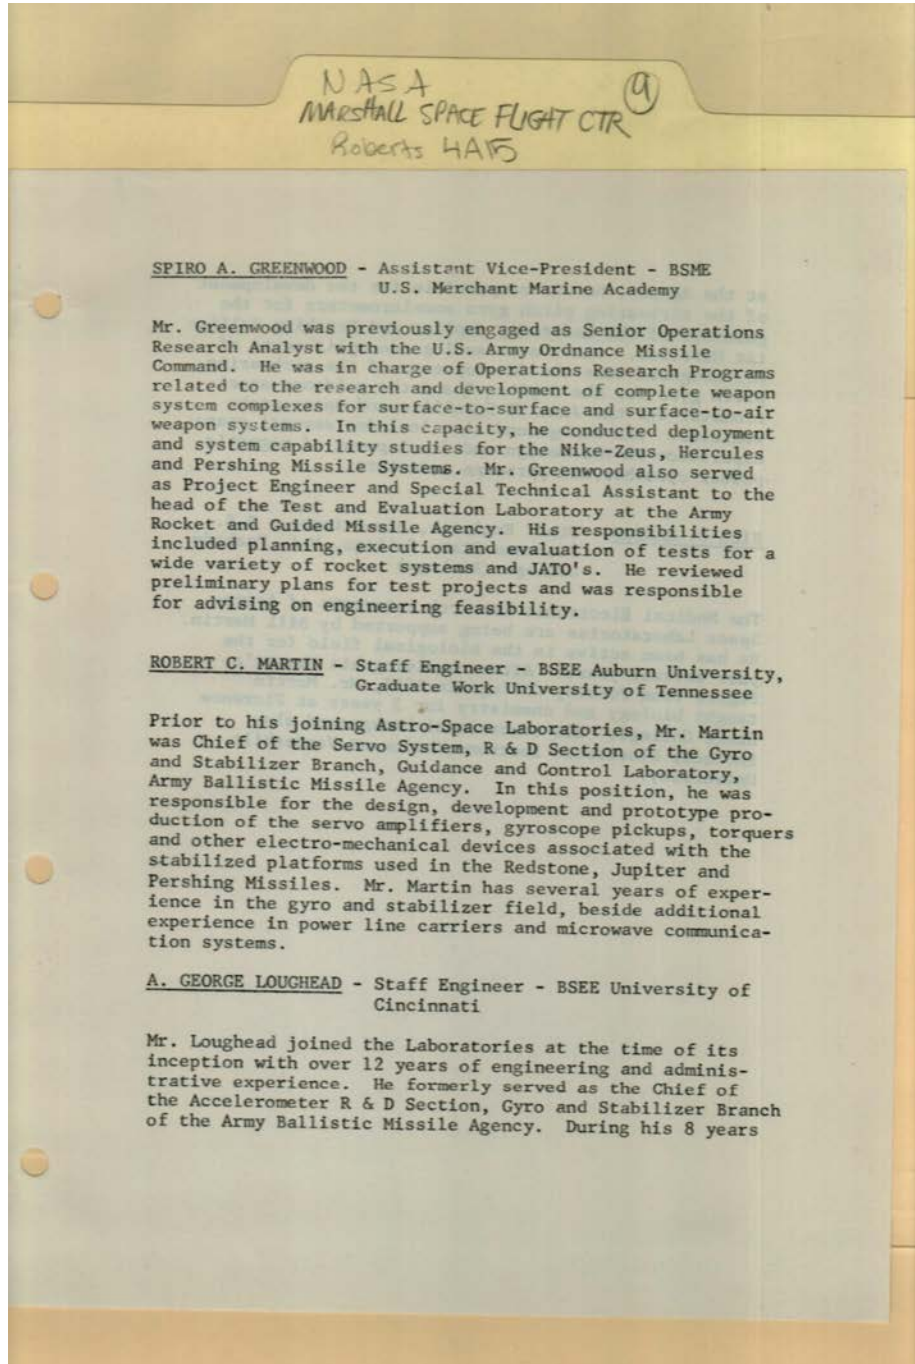 NASA
9
MARSHALL SPACE FLIGHT CTR
Roberts 4A15
SPIRO A. GREENWOOD - Assistant Vice-President - BSME
U.S. Merchant Marine Academy
Mr. Greenwood was previously engaged as Senior Operations
Research Analyst with the U.S. Army Ordnance Missile
Command. He was in charge of Operations Research Programs
related to the research and development of complete weapon
system complexes for surface-to-surface and surface-to-air
weapon systems. In this capacity, he conducted deployment
and system capability studies for the Nike-Zeus, Hercules
and Pershing Missile Systems. Mr. Greenwood also served
as Project Engineer and Special Technical Assistant to the
head of the Test and Evaluation Laboratory at the Army
Rocket and Guided Missile Agency. His responsibilities
included planning, execution and evaluation of tests for a
wide variety of rocket systems and JATO's. He reviewed
preliminary plans for test projects and was responsible
for advising on engineering feasibility.
ROBERT C. MARTIN - Staff Engineer - BSEE Auburn University,
Graduate Work University of Tennessee
Prior to his joining Astro-Space Laboratories, Mr. Martin
was Chief of the Servo System, R & D Section of the Gyro
and Stabilizer Branch, Guidance and Control Laboratory,
Army Ballistic Missile Agency. In this position, he was
responsible for the design, development and prototype pro-
duction of the servo amplifiers, gyroscope pickups, torquers
and other electro-mechanical devices associated with the
stabilized platforms used in the Redstone, Jupiter and
Pershing Missiles. Mr. Martin has several years of exper-
ience in the gyro and stabilizer field, beside additional
experience in power line carriers and microwave communica-
tion systems.
A. GEORGE LOUGHEAD - Staff Engineer - BSEE University of
Cincinnati
Mr. Loughead joined the Laboratories at the time of its
inception with over 12 years of engineering and adminis-
trative experience. He formerly served as the Chief of
the Accelerometer R & D Section, Gyro and Stabilizer Branch
of the Army Ballistic Missile Agency. During his 8 years